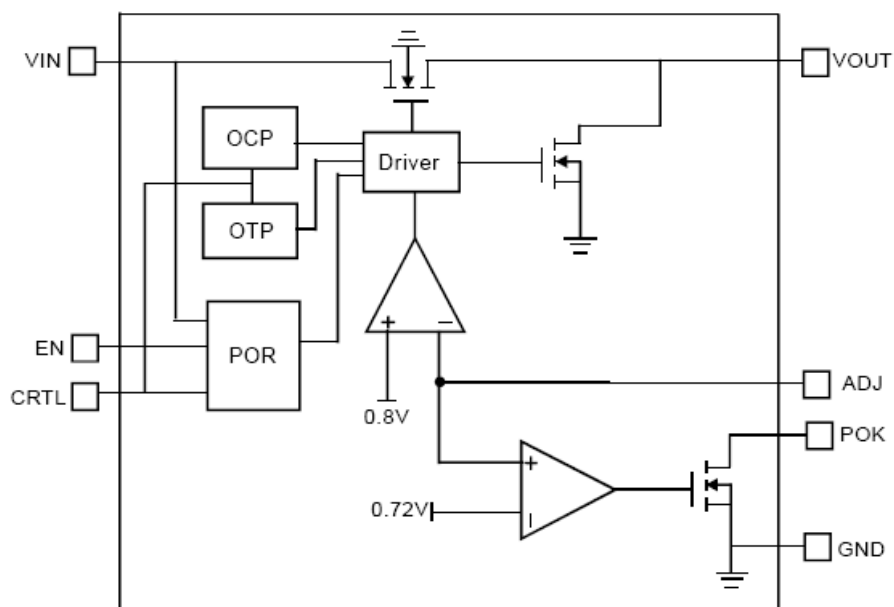 VIN
VOUT
OCP
Driver
OTP
EN
POR
CRTL
+ −
0.8V
ADJ
POK
+
0.72V
−
GND